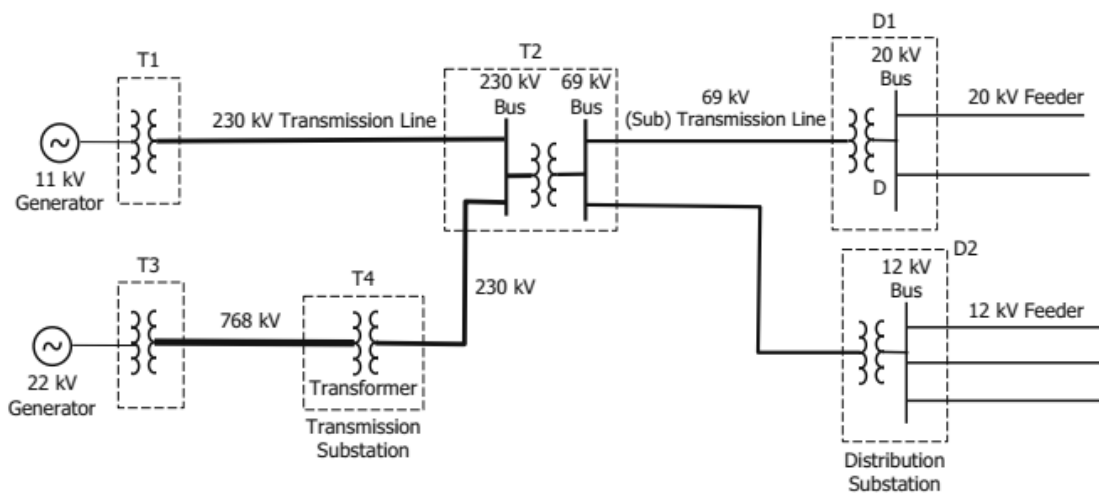 T1
T2
D1
230 kV
Bus
69 kV
Bus
20 kV
Bus
230 kV Transmission Line
69 kV
(Sub) Transmission Line
20 kV Feeder
11 kV
Generator
D
T3
T4
230 kV
D2
12 kV
Bus
768 kV
12 kV Feeder
22 kV
Generator
Transformer
Transmission
Substation
Distribution
Substation